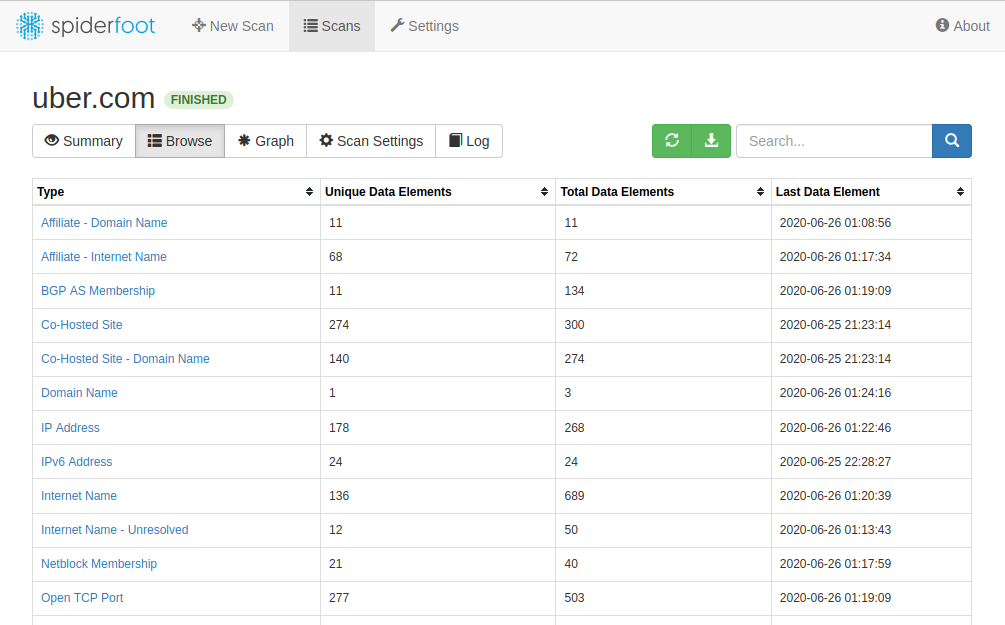 spiderfoot New Scan Scans Settings About
uber.com FINISHED
Summary Browse Graph Scan Settings Log Search...
Type Unique Data Elements Total Data Elements Last Data Element
Affiliate - Domain Name 11 11 2020-06-26 01:08:56
Affiliate - Internet Name 68 72 2020-06-26 01:17:34
BGP AS Membership 11 134 2020-06-26 01:19:09
Co-Hosted Site 274 300 2020-06-25 21:23:14
Co-Hosted Site - Domain Name 140 274 2020-06-25 21:23:14
Domain Name 1 3 2020-06-26 01:24:16
IP Address 178 268 2020-06-26 01:22:46
IPv6 Address 24 24 2020-06-25 22:28:27
Internet Name 136 689 2020-06-26 01:20:39
Internet Name - Unresolved 12 50 2020-06-26 01:13:43
Netblock Membership 21 40 2020-06-26 01:17:59
Open TCP Port 277 503 2020-06-26 01:19:09